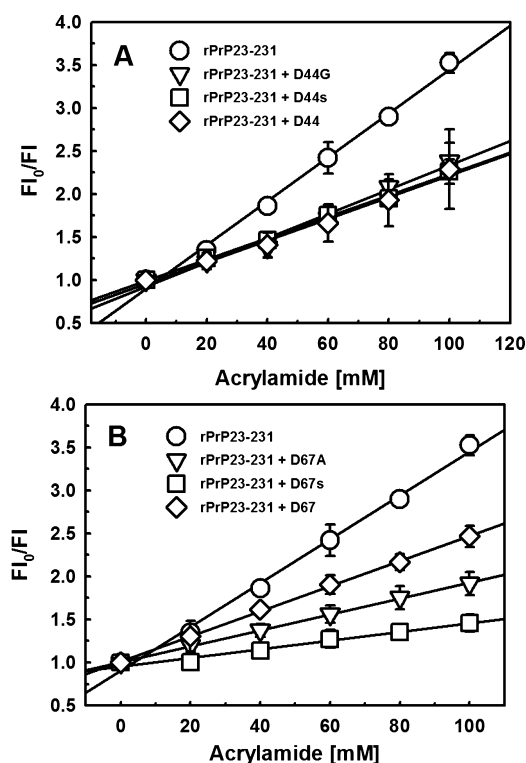 A
rPrP23-231
rPrP23-231 + D44G
rPrP23-231 + D44s
rPrP23-231 + D44
4.0
3.5
3.0
2.5
2.0
1.5
1.0
0.5
FI₀/FI
0 20 40 60 80 100 120
Acrylamide [mM]
B
rPrP23-231
rPrP23-231 + D67A
rPrP23-231 + D67s
rPrP23-231 + D67
4.0
3.5
3.0
2.5
2.0
1.5
1.0
0.5
FI₀/FI
0 20 40 60 80 100
Acrylamide [mM]